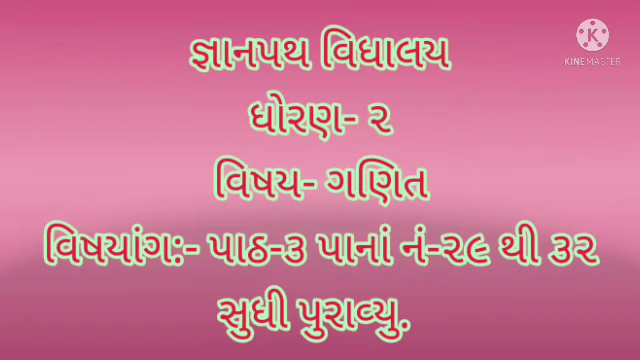 જ્ઞાનપથ વિધાલય
KINEMASTER
ધોરણ- ૨
વિષય- ગણિત
વિષયાંગ:- પાઠ-૩ પાનાં નં-૨૯ થી ૩૨
સુધી પુરાવ્યુ.